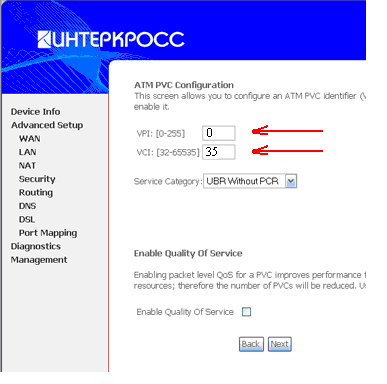 ИНТЕРКРОСС
ATM PVC Configuration
This screen allows you to configure an ATM PVC identifier (V
enable it.
Device Info
Advanced Setup
WAN
LAN
NAT
Security
Routing
DNS
DSL
Port Mapping
Diagnostics
Management
VPI: [0-255] 0
VCI: [32-65535] 35
Service Category: UBR Without PCR
Enable Quality Of Service
Enabling packet level QoS for a PVC improves performance f
resources; therefore the number of PVCs will be reduced. Us
Enable Quality Of Service
Back Next